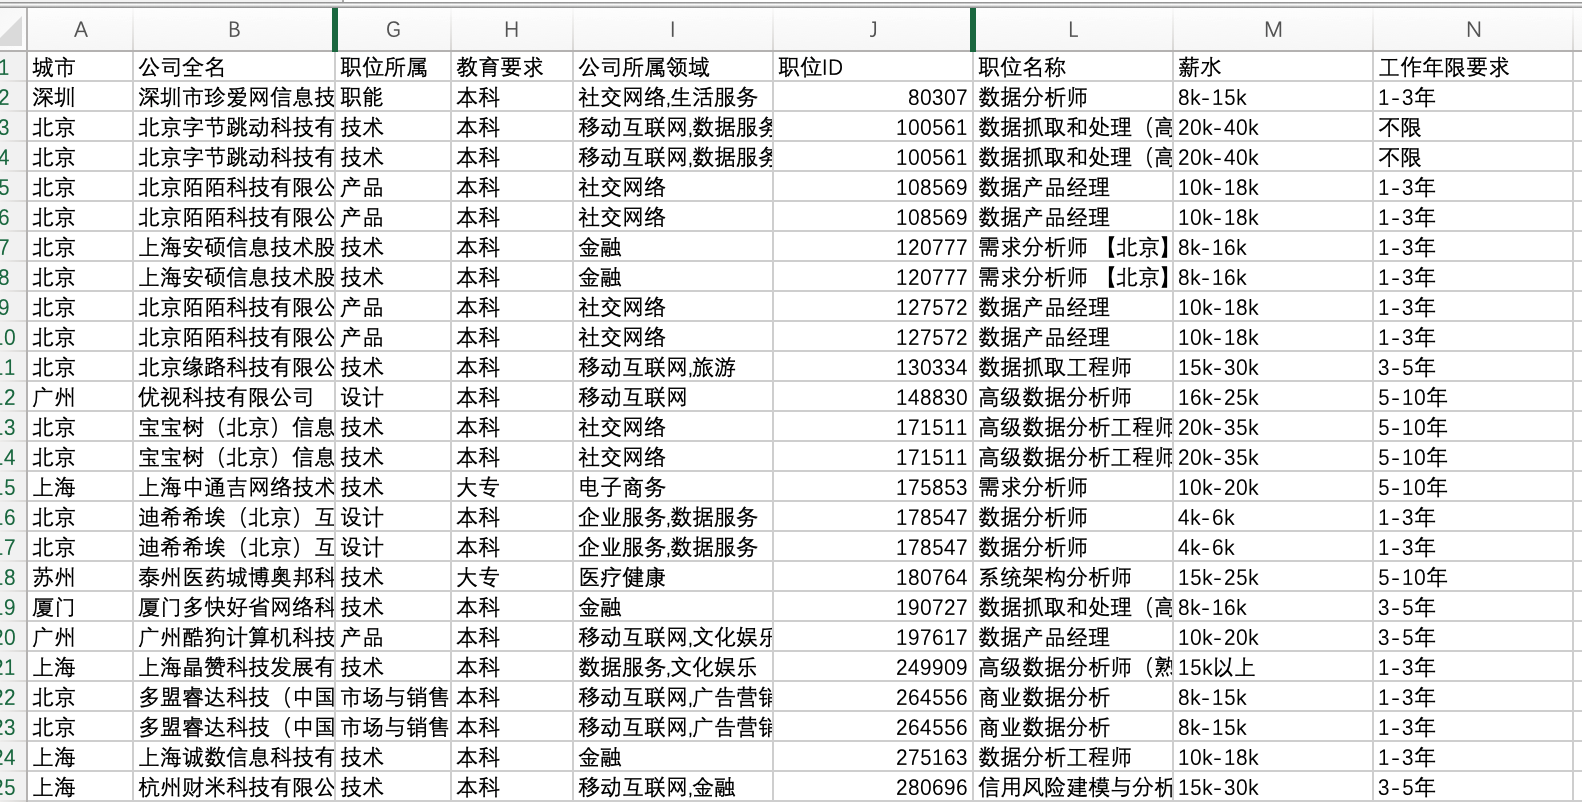 A B G H I J L M N
1 城市 公司全名 职位所属 教育要求 公司所属领域 职位ID 职位名称 薪水 工作年限要求
2 深圳 深圳市珍爱网信息技 职能 本科 社交网络,生活服务 80307 数据分析师 8k-15k 1-3年
3 北京 北京字节跳动科技有 技术 本科 移动互联网,数据服务 100561 数据抓取和处理（高 20k-40k 不限
4 北京 北京字节跳动科技有 技术 本科 移动互联网,数据服务 100561 数据抓取和处理（高 20k-40k 不限
5 北京 北京陌陌科技有限公 产品 本科 社交网络 108569 数据产品经理 10k-18k 1-3年
6 北京 北京陌陌科技有限公 产品 本科 社交网络 108569 数据产品经理 10k-18k 1-3年
7 北京 上海安硕信息技术股 技术 本科 金融 120777 需求分析师 【北京】 8k-16k 1-3年
8 北京 上海安硕信息技术股 技术 本科 金融 120777 需求分析师 【北京】 8k-16k 1-3年
9 北京 北京陌陌科技有限公 产品 本科 社交网络 127572 数据产品经理 10k-18k 1-3年
.0 北京 北京陌陌科技有限公 产品 本科 社交网络 127572 数据产品经理 10k-18k 1-3年
.1 北京 北京缘路科技有限公 技术 本科 移动互联网,旅游 130334 数据抓取工程师 15k-30k 3-5年
.2 广州 优视科技有限公司 设计 本科 移动互联网 148830 高级数据分析师 16k-25k 5-10年
.3 北京 宝宝树（北京）信息 技术 本科 社交网络 171511 高级数据分析工程师 20k-35k 5-10年
.4 北京 宝宝树（北京）信息 技术 本科 社交网络 171511 高级数据分析工程师 20k-35k 5-10年
.5 上海 上海中通吉网络技术 技术 大专 电子商务 175853 需求分析师 10k-20k 5-10年
.6 北京 迪希希埃（北京）互 设计 本科 企业服务,数据服务 178547 数据分析师 4k-6k 1-3年
.7 北京 迪希希埃（北京）互 设计 本科 企业服务,数据服务 178547 数据分析师 4k-6k 1-3年
.8 苏州 泰州医药城博奥邦科 技术 大专 医疗健康 180764 系统架构分析师 15k-25k 5-10年
.9 厦门 厦门多快好省网络科 技术 本科 金融 190727 数据抓取和处理（高 8k-16k 3-5年
20 广州 广州酷狗计算机科技 产品 本科 移动互联网,文化娱乐 197617 数据产品经理 10k-20k 3-5年
21 上海 上海晶赞科技发展有 技术 本科 数据服务,文化娱乐 249909 高级数据分析师（熟 15k以上 1-3年
22 北京 多盟睿达科技（中国 市场与销售 本科 移动互联网,广告营销 264556 商业数据分析 8k-15k 1-3年
23 北京 多盟睿达科技（中国 市场与销售 本科 移动互联网,广告营销 264556 商业数据分析 8k-15k 1-3年
24 上海 上海诚数信息科技有 技术 本科 金融 275163 数据分析工程师 10k-18k 1-3年
25 上海 杭州财米科技有限公 技术 本科 移动互联网,金融 280696 信用风险建模与分析 15k-30k 3-5年